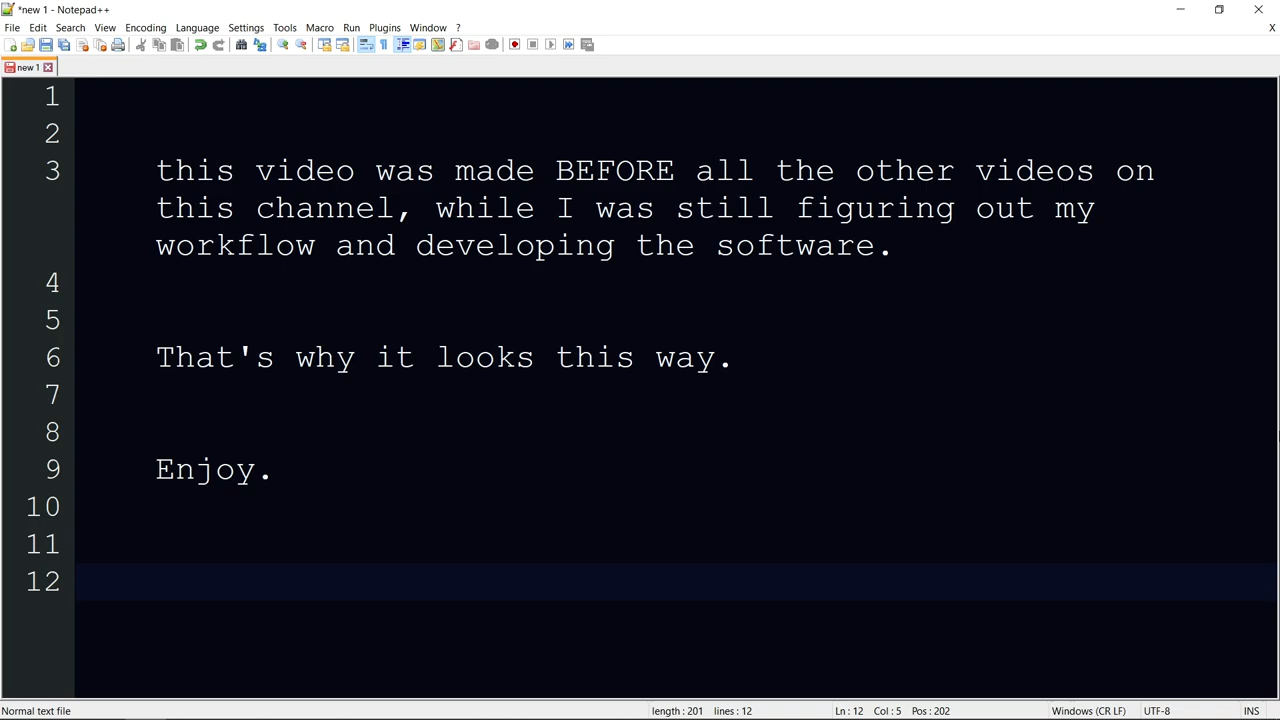 *new 1 - Notepad++
File Edit Search View Encoding Language Settings Tools Macro Run Plugins Window ?
X
new 1
1
2
3 this video was made BEFORE all the other videos on
this channel, while I was still figuring out my
workflow and developing the software.
4
5
6 That's why it looks this way.
7
8
9 Enjoy.
10
11
12
Normal text file length : 201 lines : 12 Ln : 12 Col : 5 Pos : 202 Windows (CR LF) UTF-8 INS